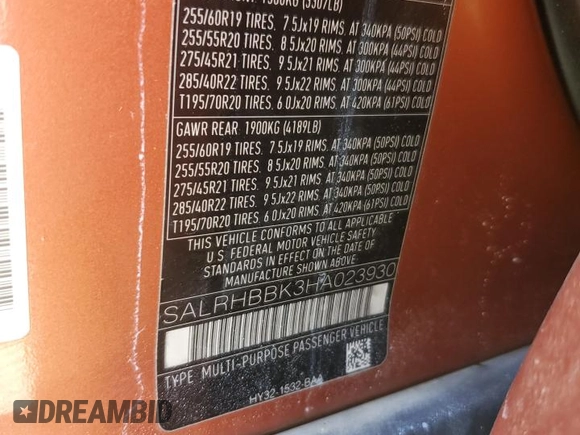 1500KG (3307LB)
255/60R19 TIRES, 7.5Jx19 RIMS, AT 340KPA (50PSI) COLD
255/55R20 TIRES, 8.5Jx20 RIMS, AT 300KPA (44PSI) COLD
275/45R21 TIRES, 9.5Jx21 RIMS, AT 300KPA (44PSI) COLD
285/40R22 TIRES, 9.5Jx22 RIMS, AT 300KPA (44PSI) COLD
T195/70R20 TIRES, 6.0Jx20 RIMS, AT 420KPA (61PSI) COLD
GAWR REAR 1900KG (4189LB)
255/60R19 TIRES, 7.5Jx19 RIMS, AT 340KPA (50PSI) COLD
255/55R20 TIRES, 8.5Jx20 RIMS, AT 340KPA (50PSI) COLD
275/45R21 TIRES, 9.5Jx21 RIMS, AT 340KPA (50PSI) COLD
285/40R22 TIRES, 9.5Jx22 RIMS, AT 340KPA (50PSI) COLD
T195/70R20 TIRES, 6.0Jx20 RIMS, AT 420KPA (61PSI) COLD
THIS VEHICLE CONFORMS TO ALL APPLICABLE
U.S. FEDERAL MOTOR VEHICLE SAFETY
STANDARDS IN EFFECT ON THE DATE OF
MANUFACTURE SHOWN ABOVE
SALRHBBK3HA023930
TYPE MULTI-PURPOSE PASSENGER VEHICLE
HY32-1532-BA
DREAMBID